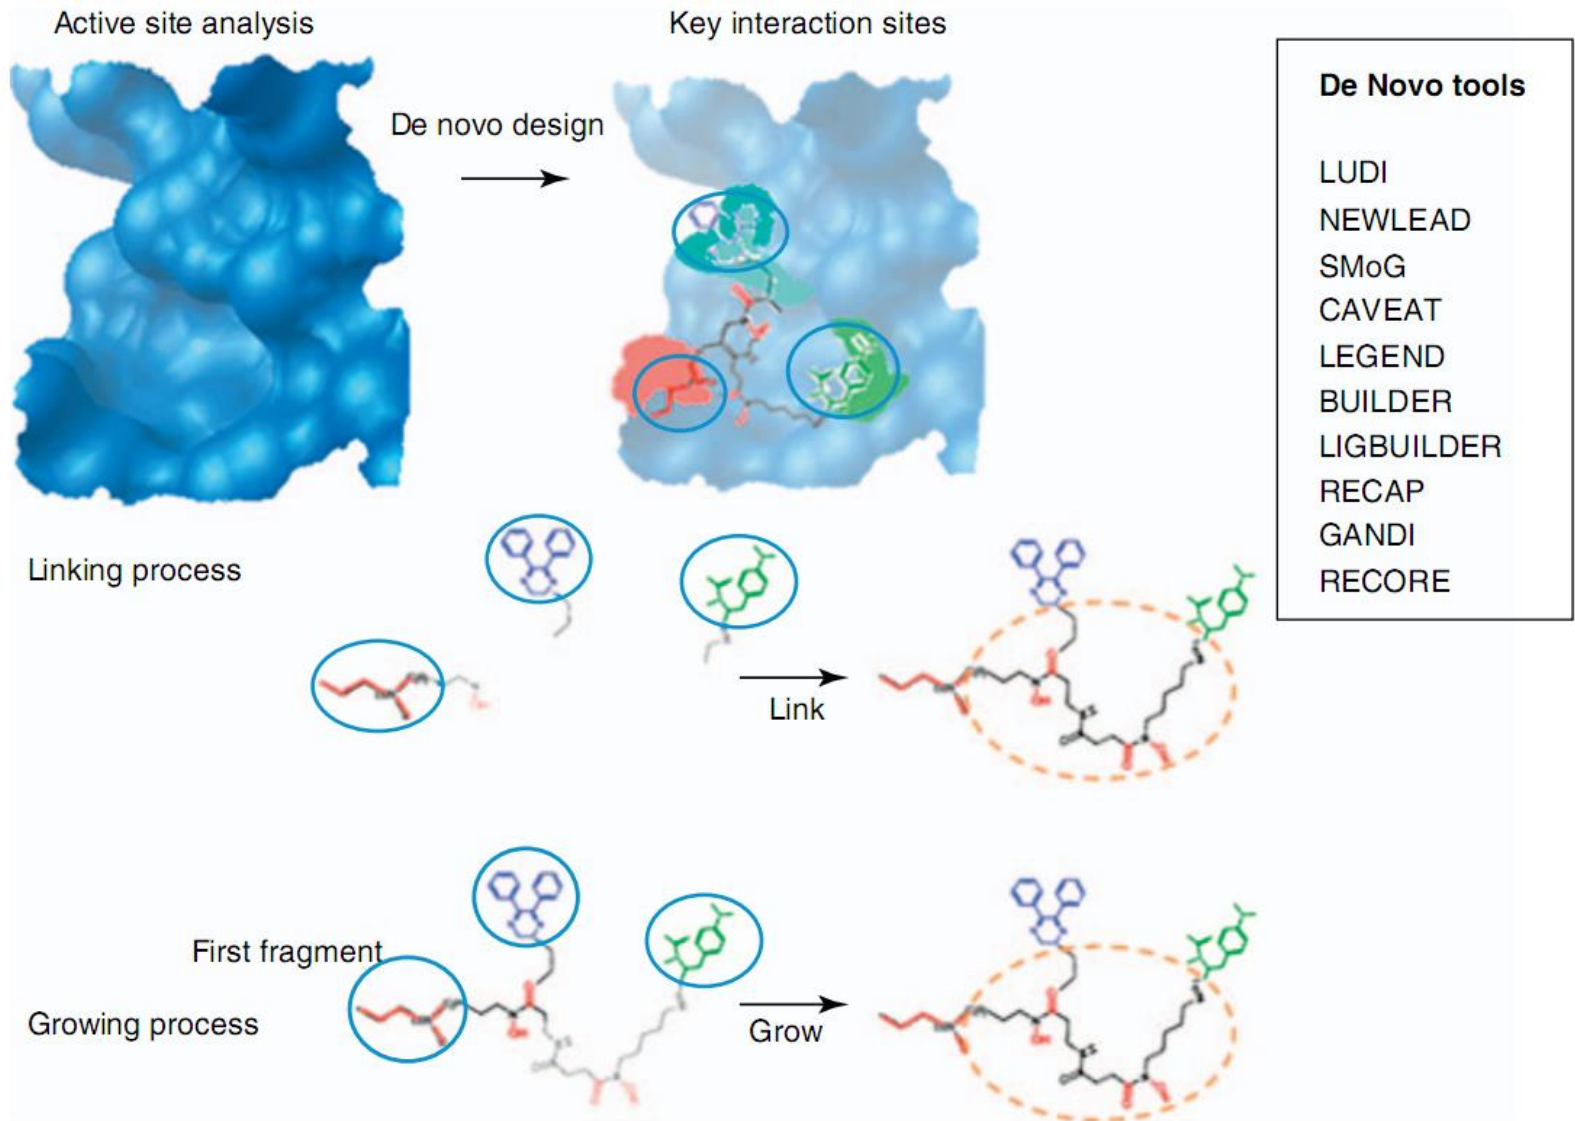 Active site analysis
Key interaction sites
De novo design
De Novo tools
LUDI
NEWLEAD
SMoG
CAVEAT
LEGEND
BUILDER
LIGBUILDER
RECAP
GANDI
RECORE
Linking process
Link
First fragment
Growing process
Grow